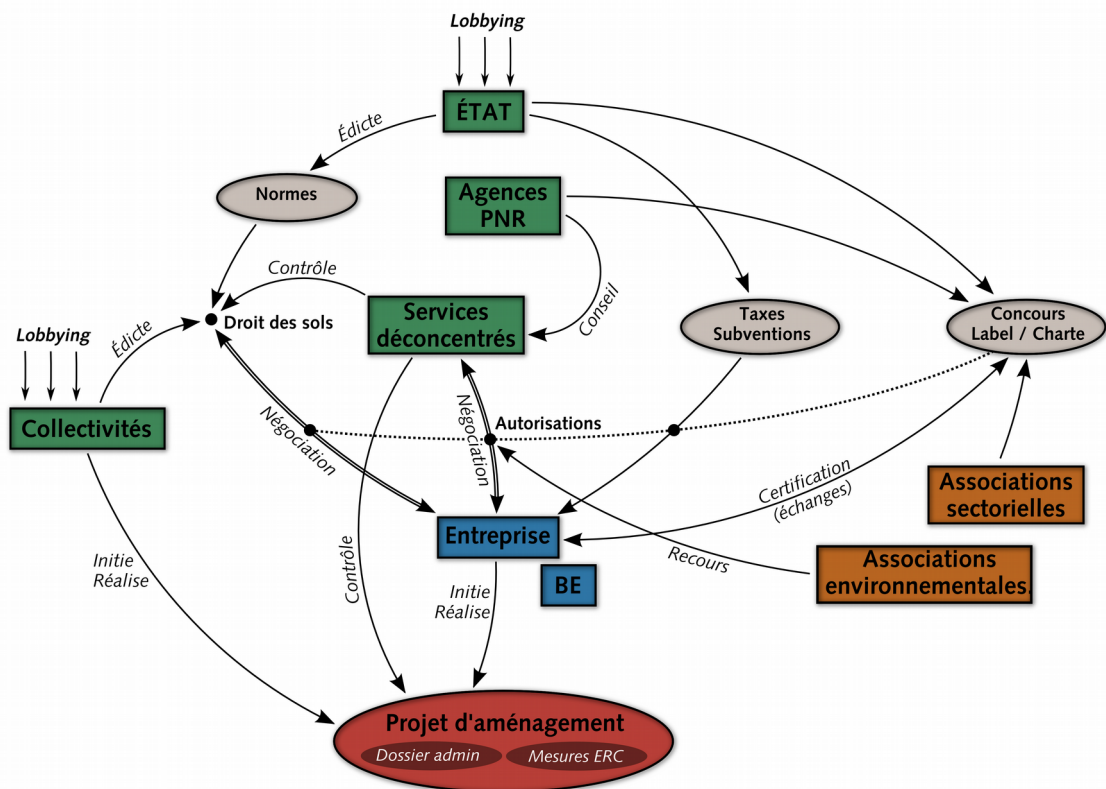 Lobbying
ÉTAT
Édicte
Normes
Agences
PNR
Contrôle
Conseil
Services
déconcentrés
Droit des sols
Taxes
Subventions
Concours
Label / Charte
Lobbying
Édicte
Collectivités
Négociation
Négociation
Autorisations
Certification
(échanges)
Associations
sectorielles
Entreprise
Recours
Associations
environnementales.
BE
Initie
Réalise
Contrôle
Initie
Réalise
Projet d'aménagement
Dossier admin
Mesures ERC